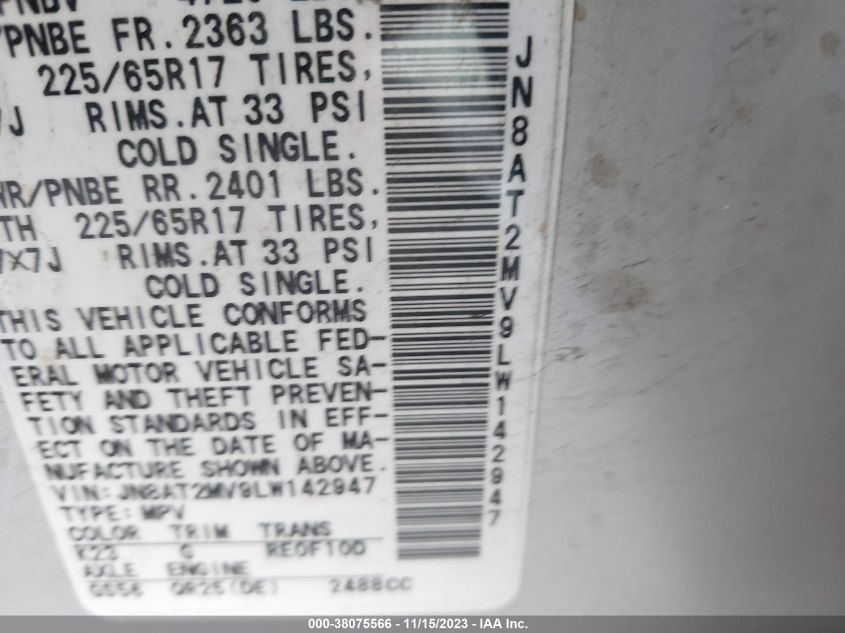 /PNBE FR.2363 LBS.
225/65R17 TIRES,
7J RIMS.AT 33 PSI
COLD SINGLE.
WR/PNBE RR.2401 LBS.
TH 225/65R17 TIRES,
7X7J RIMS.AT 33 PSI
COLD SINGLE.
THIS VEHICLE CONFORMS
TO ALL APPLICABLE FED-
ERAL MOTOR VEHICLE SA-
FETY AND THEFT PREVEN-
TION STANDARDS IN EFF-
ECT ON THE DATE OF MA-
NUFACTURE SHOWN ABOVE.
VIN: JN8AT2MV9LW142947
TYPE: MPV
COLOR TRIM TRANS
K23 G RE0F10D
AXLE ENGINE
QR25(DE) 2488CC
JN8AT2MV9LW142947
000-38075566 - 11/15/2023 - IAA Inc.